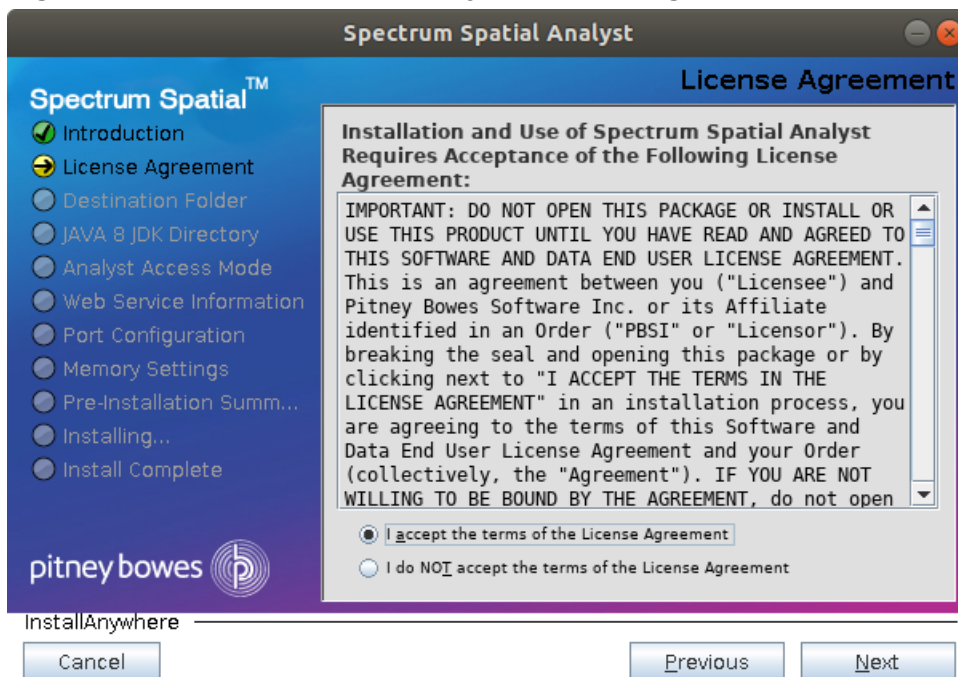 Spectrum Spatial Analyst
License Agreement
Spectrum Spatial™
Introduction
License Agreement
Destination Folder
JAVA 8 JDK Directory
Analyst Access Mode
Web Service Information
Port Configuration
Memory Settings
Pre-Installation Summ...
Installing...
Install Complete
pitney bowes
Installation and Use of Spectrum Spatial Analyst
Requires Acceptance of the Following License
Agreement:
IMPORTANT: DO NOT OPEN THIS PACKAGE OR INSTALL OR
USE THIS PRODUCT UNTIL YOU HAVE READ AND AGREED TO
THIS SOFTWARE AND DATA END USER LICENSE AGREEMENT.
This is an agreement between you ("Licensee") and
Pitney Bowes Software Inc. or its Affiliate
identified in an Order ("PBSI" or "Licensor"). By
breaking the seal and opening this package or by
clicking next to "I ACCEPT THE TERMS IN THE
LICENSE AGREEMENT" in an installation process, you
are agreeing to the terms of this Software and
Data End User License Agreement and your Order
(collectively, the "Agreement"). IF YOU ARE NOT
WILLING TO BE BOUND BY THE AGREEMENT, do not open
I accept the terms of the License Agreement
I do NOT accept the terms of the License Agreement
InstallAnywhere
Cancel
Previous
Next